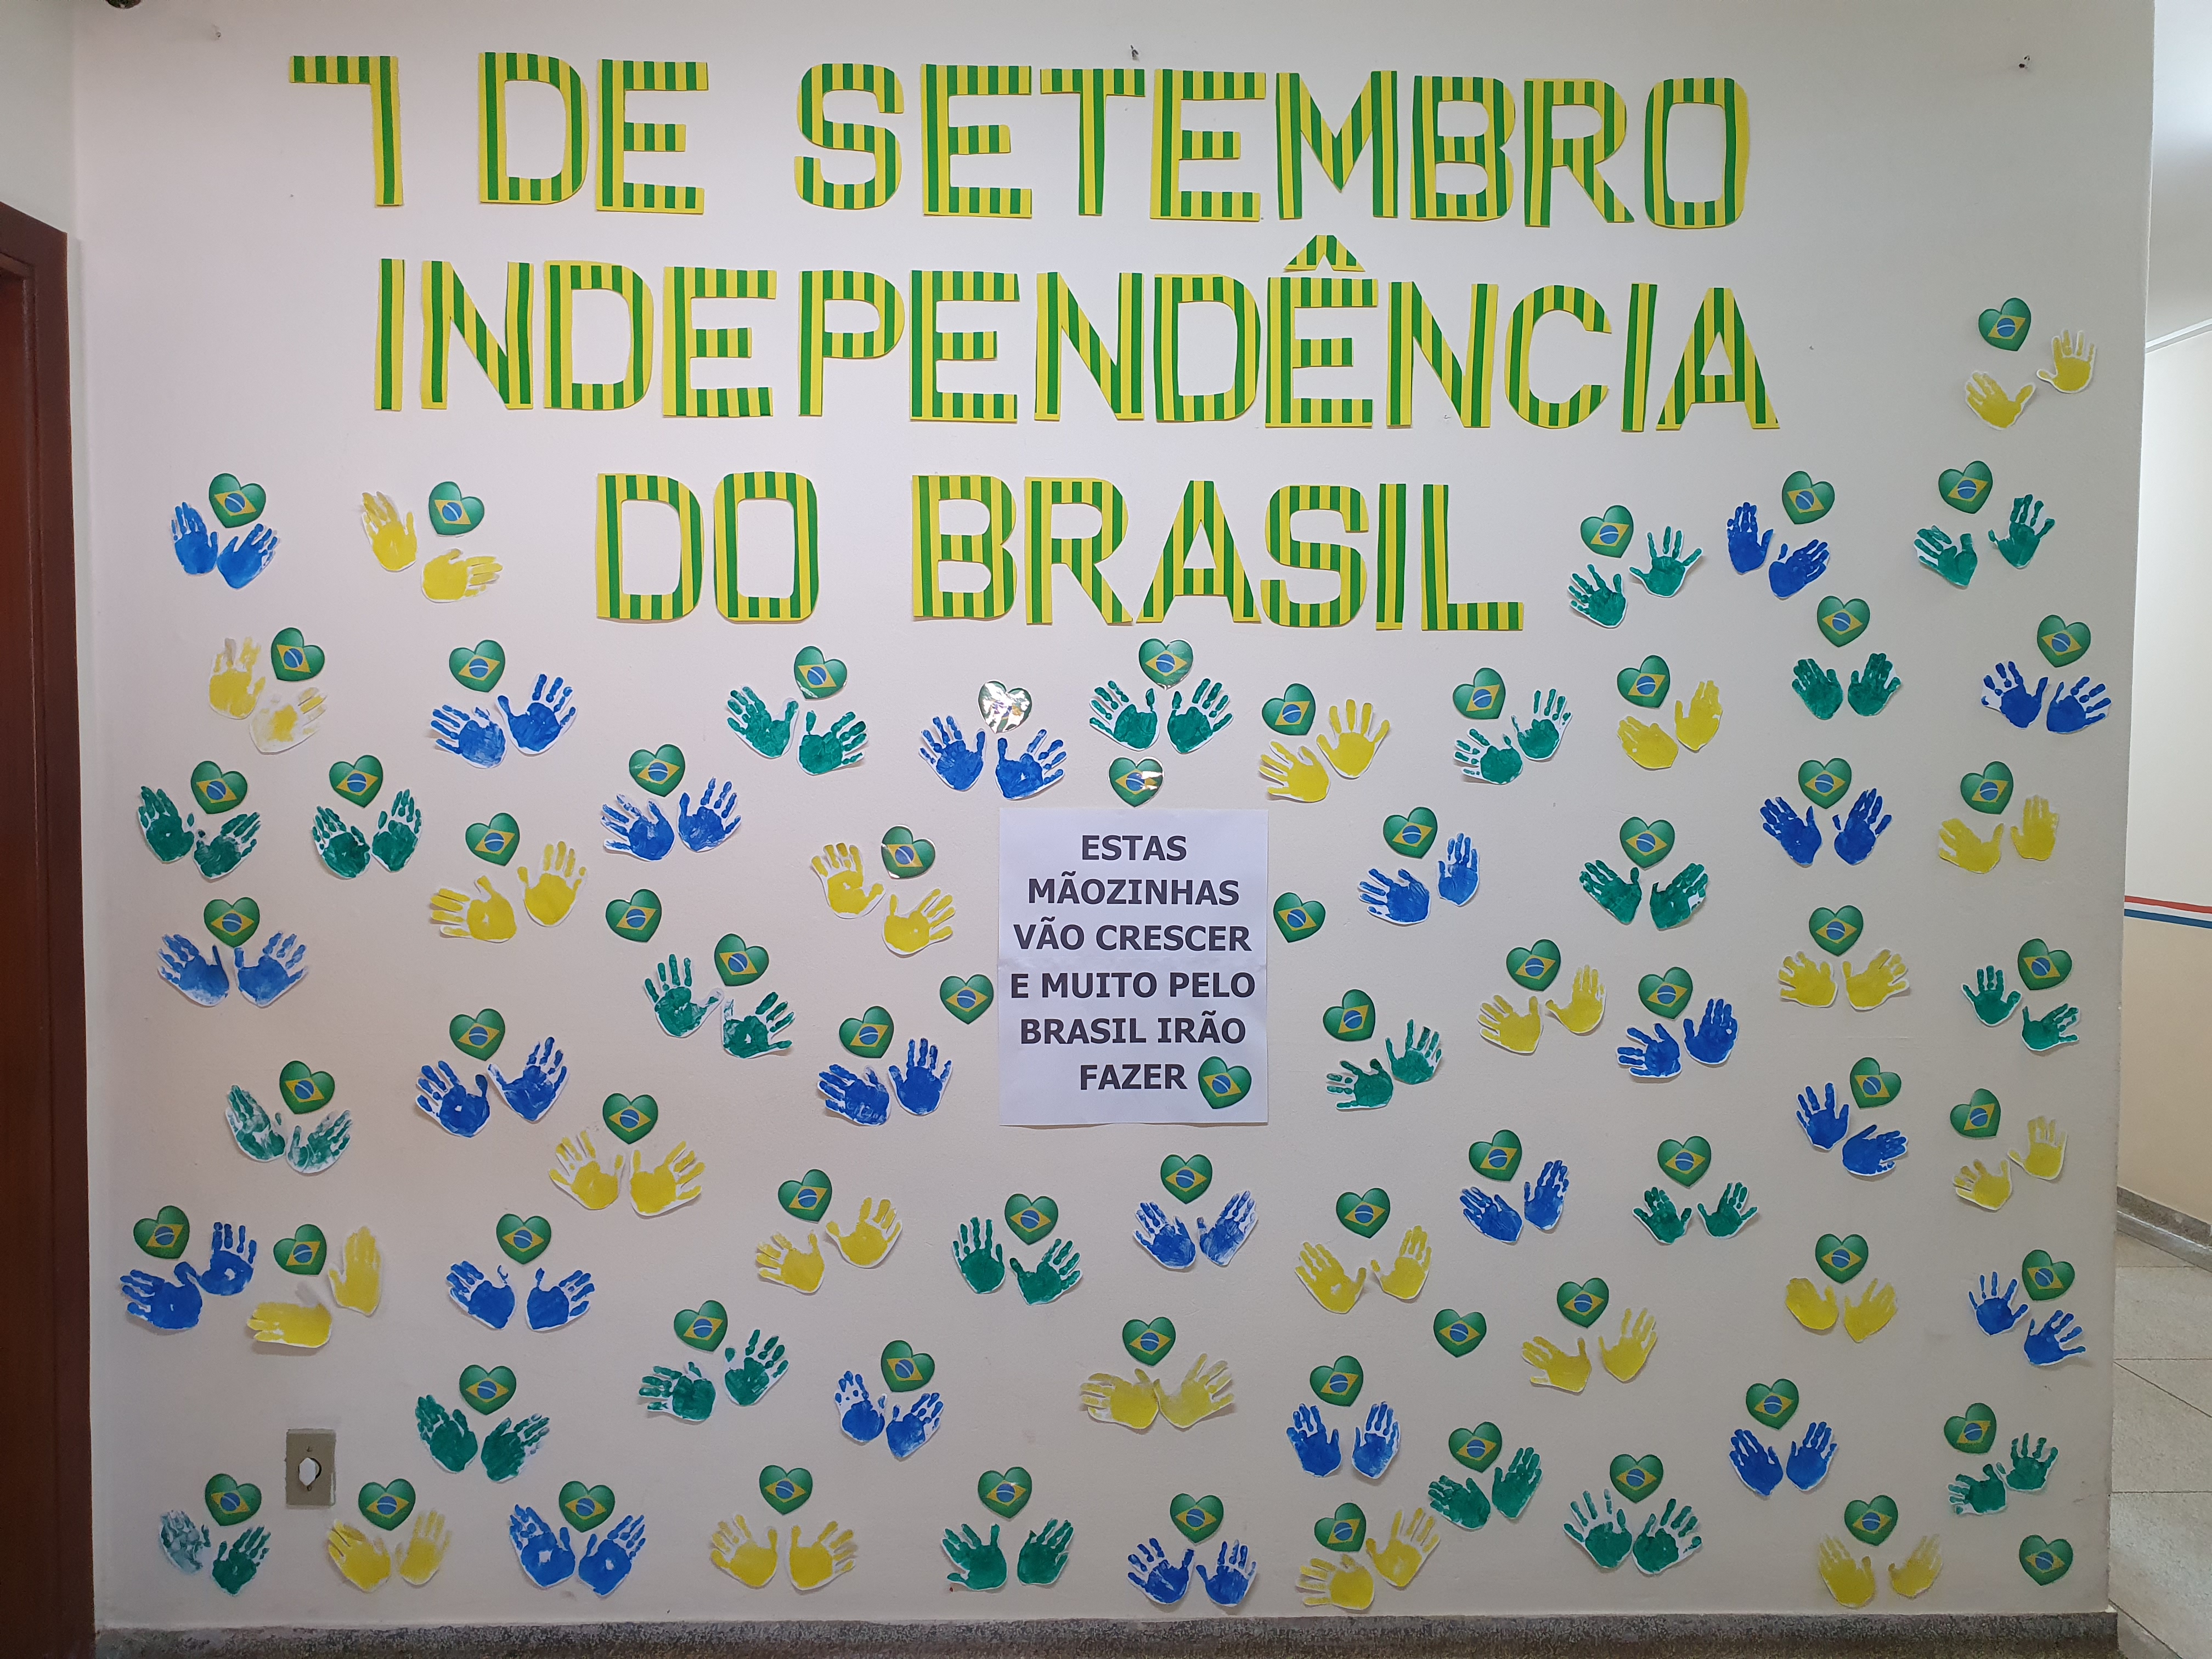 7 DE SETEMBRO
INDEPENDÊNCIA
DO BRASIL
ESTAS
MÃOZINHAS
VÃO CRESCER
E MUITO PELO
BRASIL IRÃO
FAZER